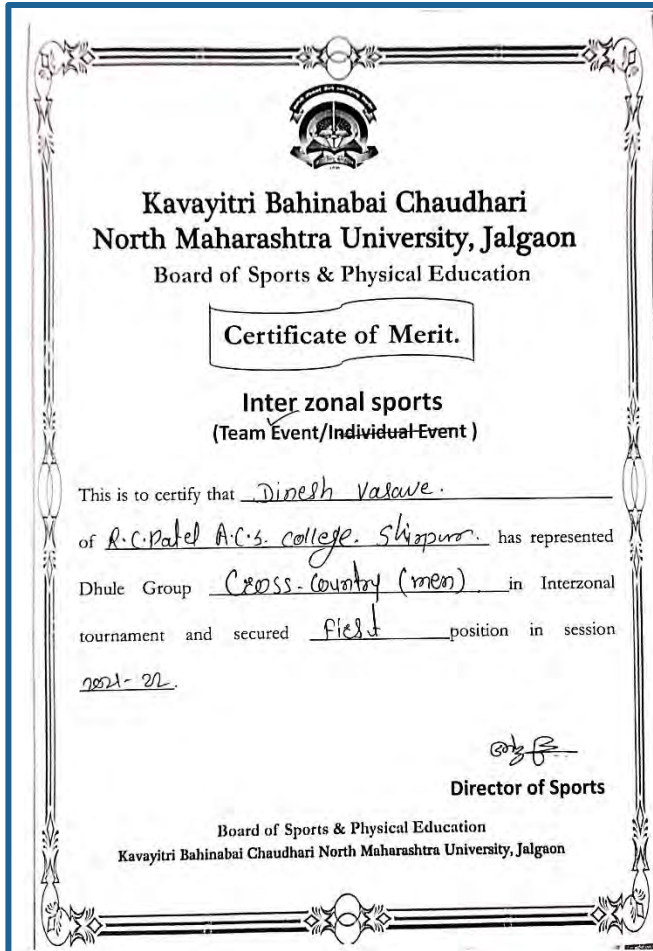 Kavayitri Bahinabai Chaudhari
North Maharashtra University, Jalgaon
Board of Sports & Physical Education
Certificate of Merit.
Inter zonal sports
(Team Event/Individual Event )
This is to certify that Dinesh Vasave.
of R.C.Patel A.C.S. College. Shirpur. has represented
Dhule Group Cross-Country (men) in Interzonal
tournament and secured First position in session
2021-22.
Director of Sports
Board of Sports & Physical Education
Kavayitri Bahinabai Chaudhari North Maharashtra University, Jalgaon